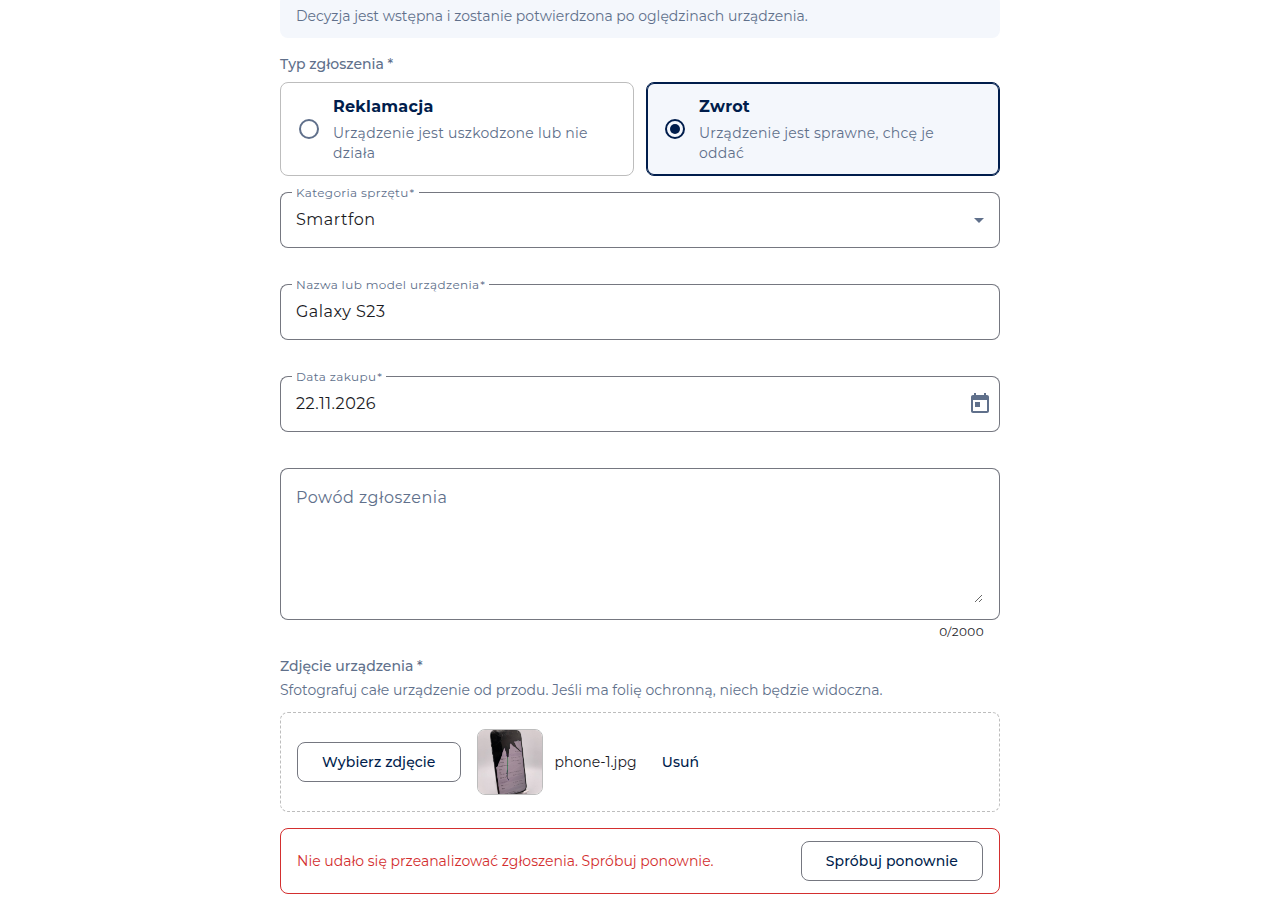 Decyzja jest wstępna i zostanie potwierdzona po oględzinach urządzenia.
Typ zgłoszenia *
Reklamacja
Urządzenie jest uszkodzone lub nie
działa
Zwrot
Urządzenie jest sprawne, chcę je
oddać
Kategoria sprzętu*
Smartfon
Nazwa lub model urządzenia*
Galaxy S23
Data zakupu*
22.11.2026
Powód zgłoszenia
0/2000
Zdjęcie urządzenia *
Sfotografuj całe urządzenie od przodu. Jeśli ma folię ochronną, niech będzie widoczna.
Wybierz zdjęcie
phone-1.jpg
Usuń
Nie udało się przeanalizować zgłoszenia. Spróbuj ponownie.
Spróbuj ponownie